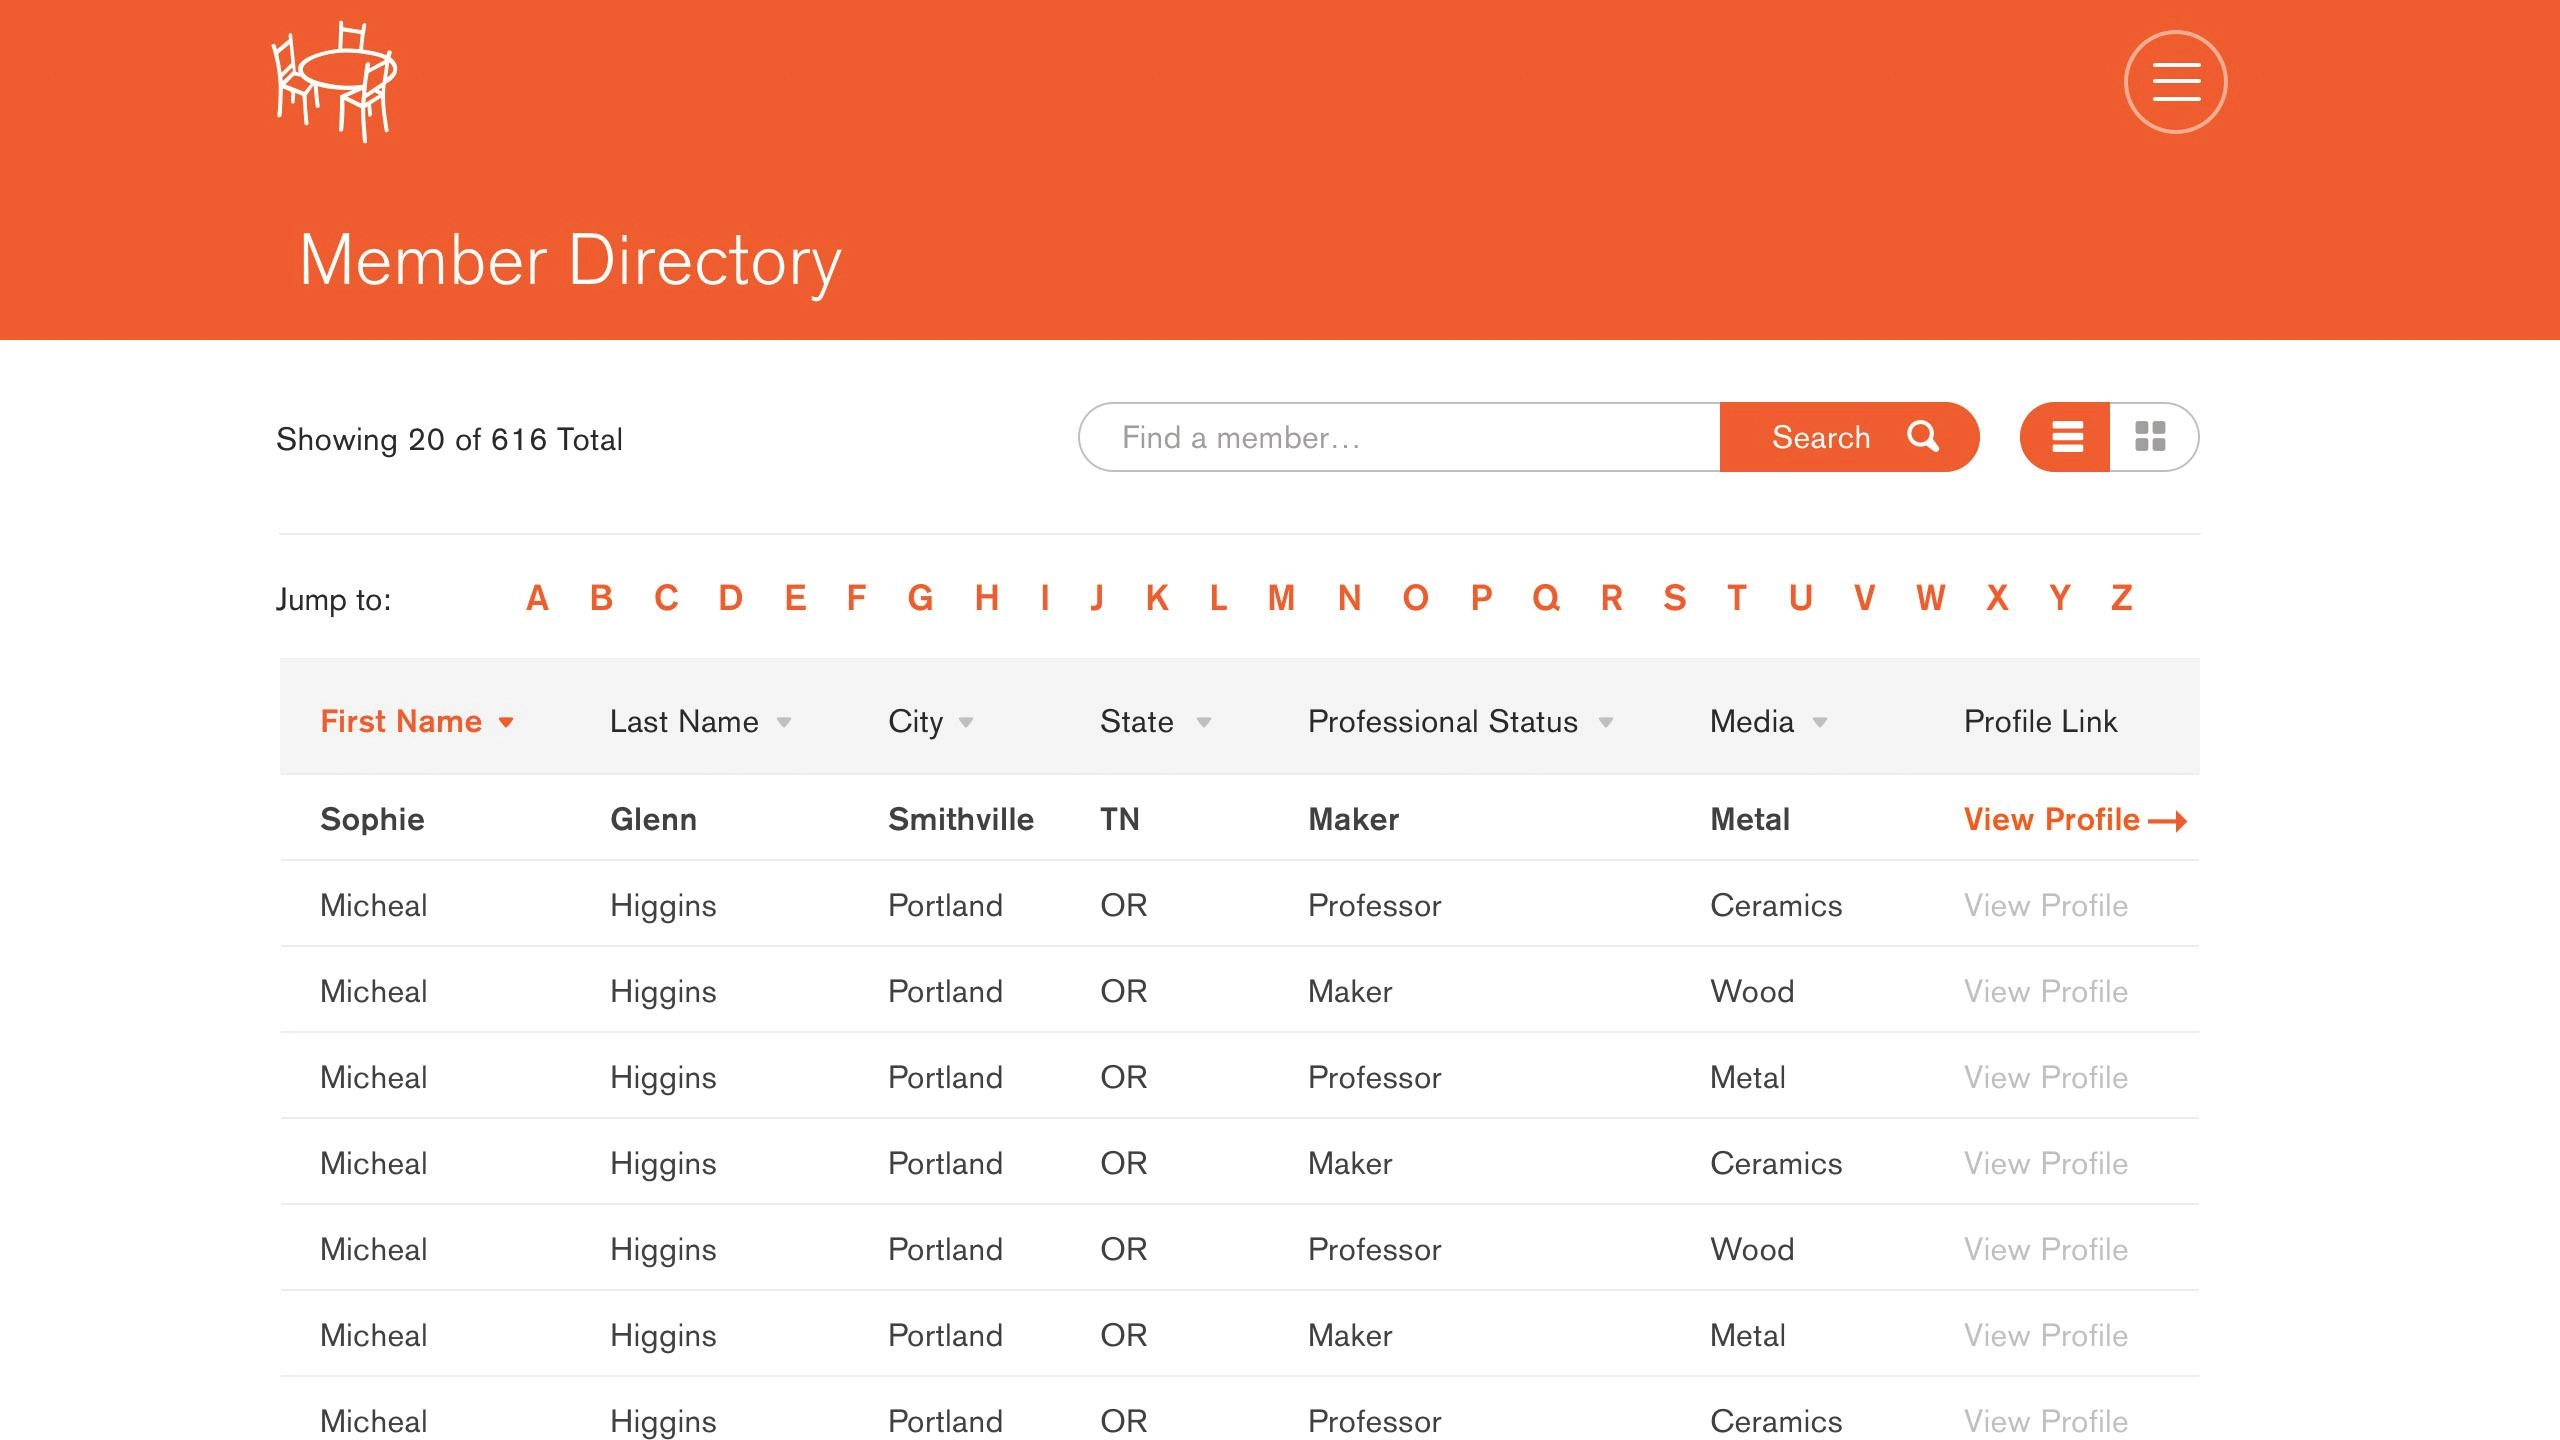 Member Directory
Showing 20 of 616 Total
Find a member...
Search
Jump to: A B C D E F G H I J K L M N O P Q R S T U V W X Y Z
First Name Last Name City State Professional Status Media Profile Link
Sophie Glenn Smithville TN Maker Metal View Profile
Micheal Higgins Portland OR Professor Ceramics View Profile
Micheal Higgins Portland OR Maker Wood View Profile
Micheal Higgins Portland OR Professor Metal View Profile
Micheal Higgins Portland OR Maker Ceramics View Profile
Micheal Higgins Portland OR Professor Wood View Profile
Micheal Higgins Portland OR Maker Metal View Profile
Micheal Higgins Portland OR Professor Ceramics View Profile